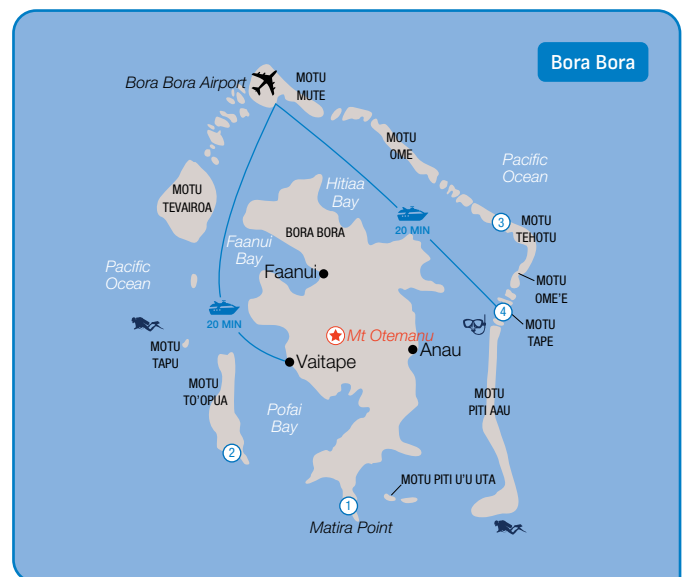 Bora Bora
Bora Bora Airport
MOTU
MUTE
MOTU
OME
Pacific
Ocean
Hitiaa
Bay
MOTU
TEVAIROA
20 MIN
3
MOTU
TEHOTU
BORA BORA
Faanui
Bay
Faanui
Pacific
Ocean
MOTU
OME'E
4
20 MIN
MOTU
TAPE
Mt Otemanu
MOTU
TAPU
Anau
Vaitape
MOTU
TO'OPUA
MOTU
PITI AAU
Pofai
Bay
2
MOTU PITI U'U UTA
1
Matira Point